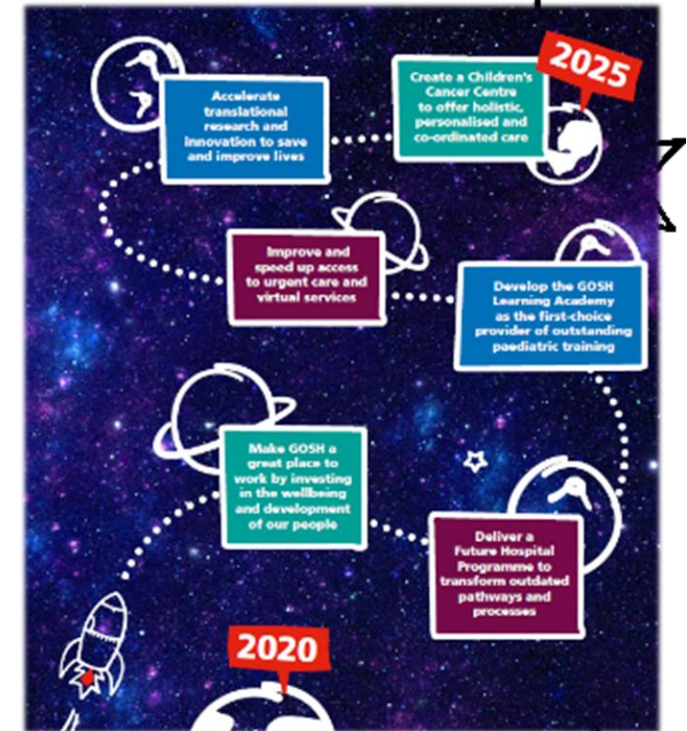 2025
Create a Children's
Cancer Centre
to offer holistic,
personalised and
co-ordinated care
Accelerate
translational
research and
innovation to save
and improve lives
Improve and
speed up access
to urgent care and
virtual services
Develop the GOSH
Learning Academy
as the first-choice
provider of outstanding
paediatric training
Make GOSH a
great place to
work by investing
in the wellbeing
and development
of our people
Deliver a
Future Hospital
Programme to
transform outdated
pathways and
processes
2020